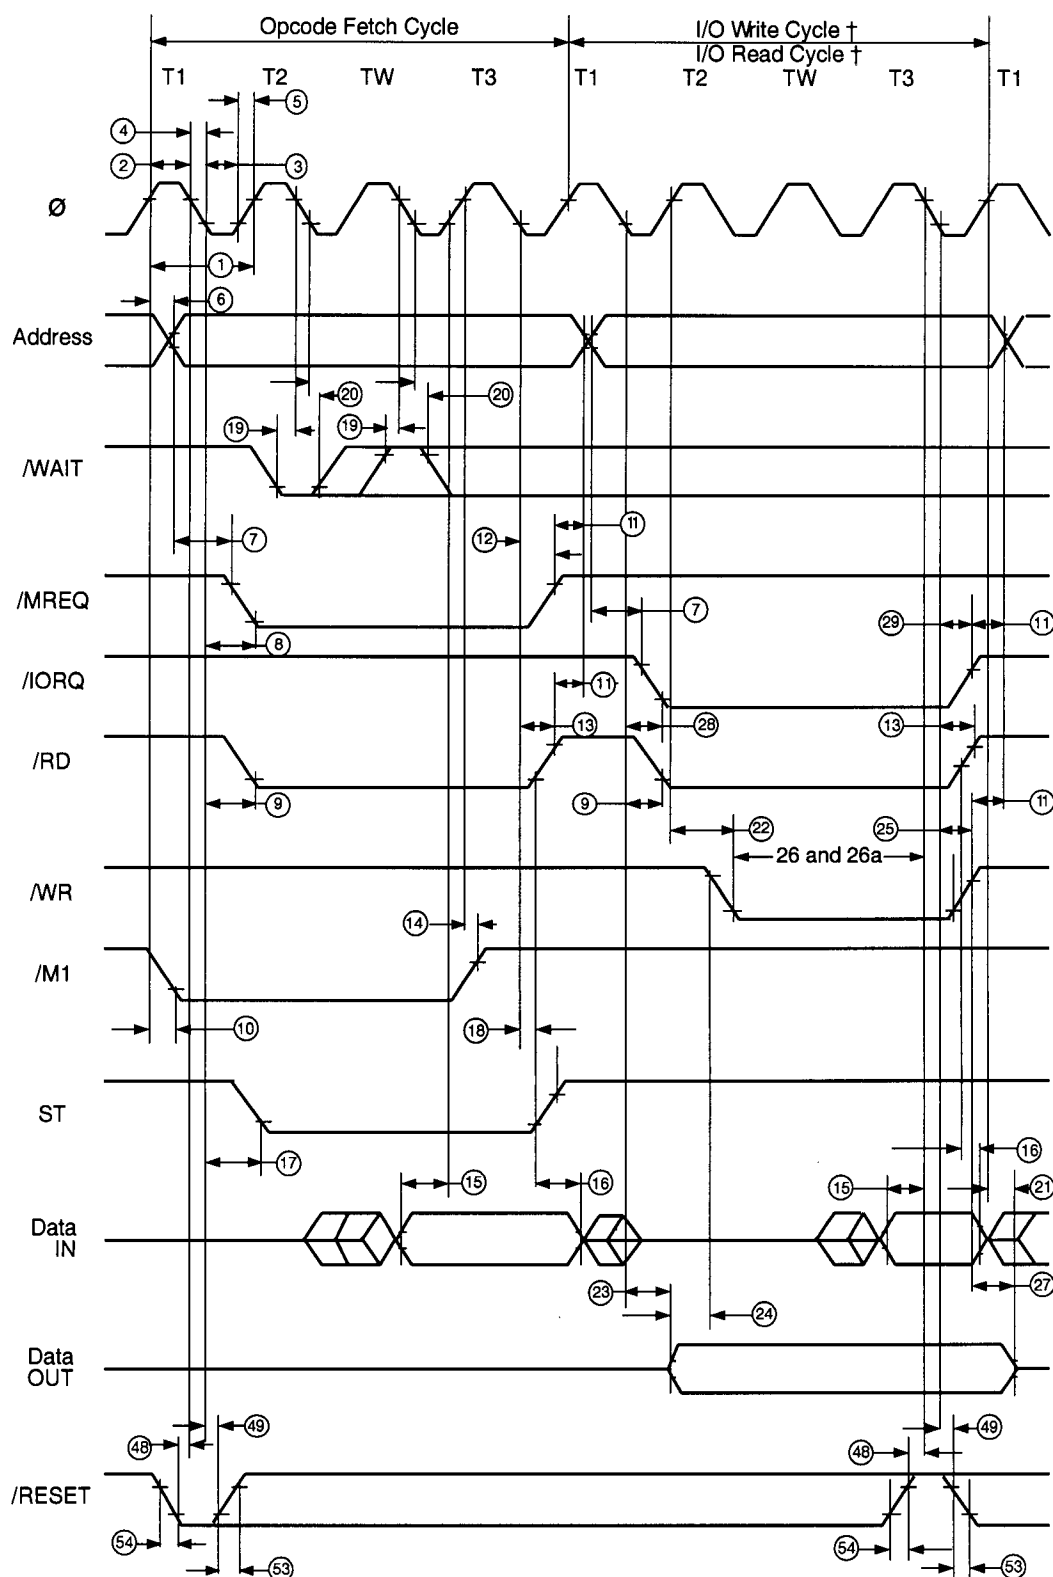 Opcode Fetch Cycle
I/O Write Cycle †
I/O Read Cycle †
T1 T2 TW T3 T1 T2 TW T3 T1
5
4
2 3
Ø
1
6
Address
20 20
19 19
/WAIT
11
7 12
/MREQ
7 29 11
8
/IORQ
11
13 28 13
/RD
9 9 11
22 25
26 and 26a
/WR
14
/M1
10 18
ST
17 16
15 16 15 21
Data
IN
23 27
24
Data
OUT
49 49
48 48
/RESET
54 54
53 53